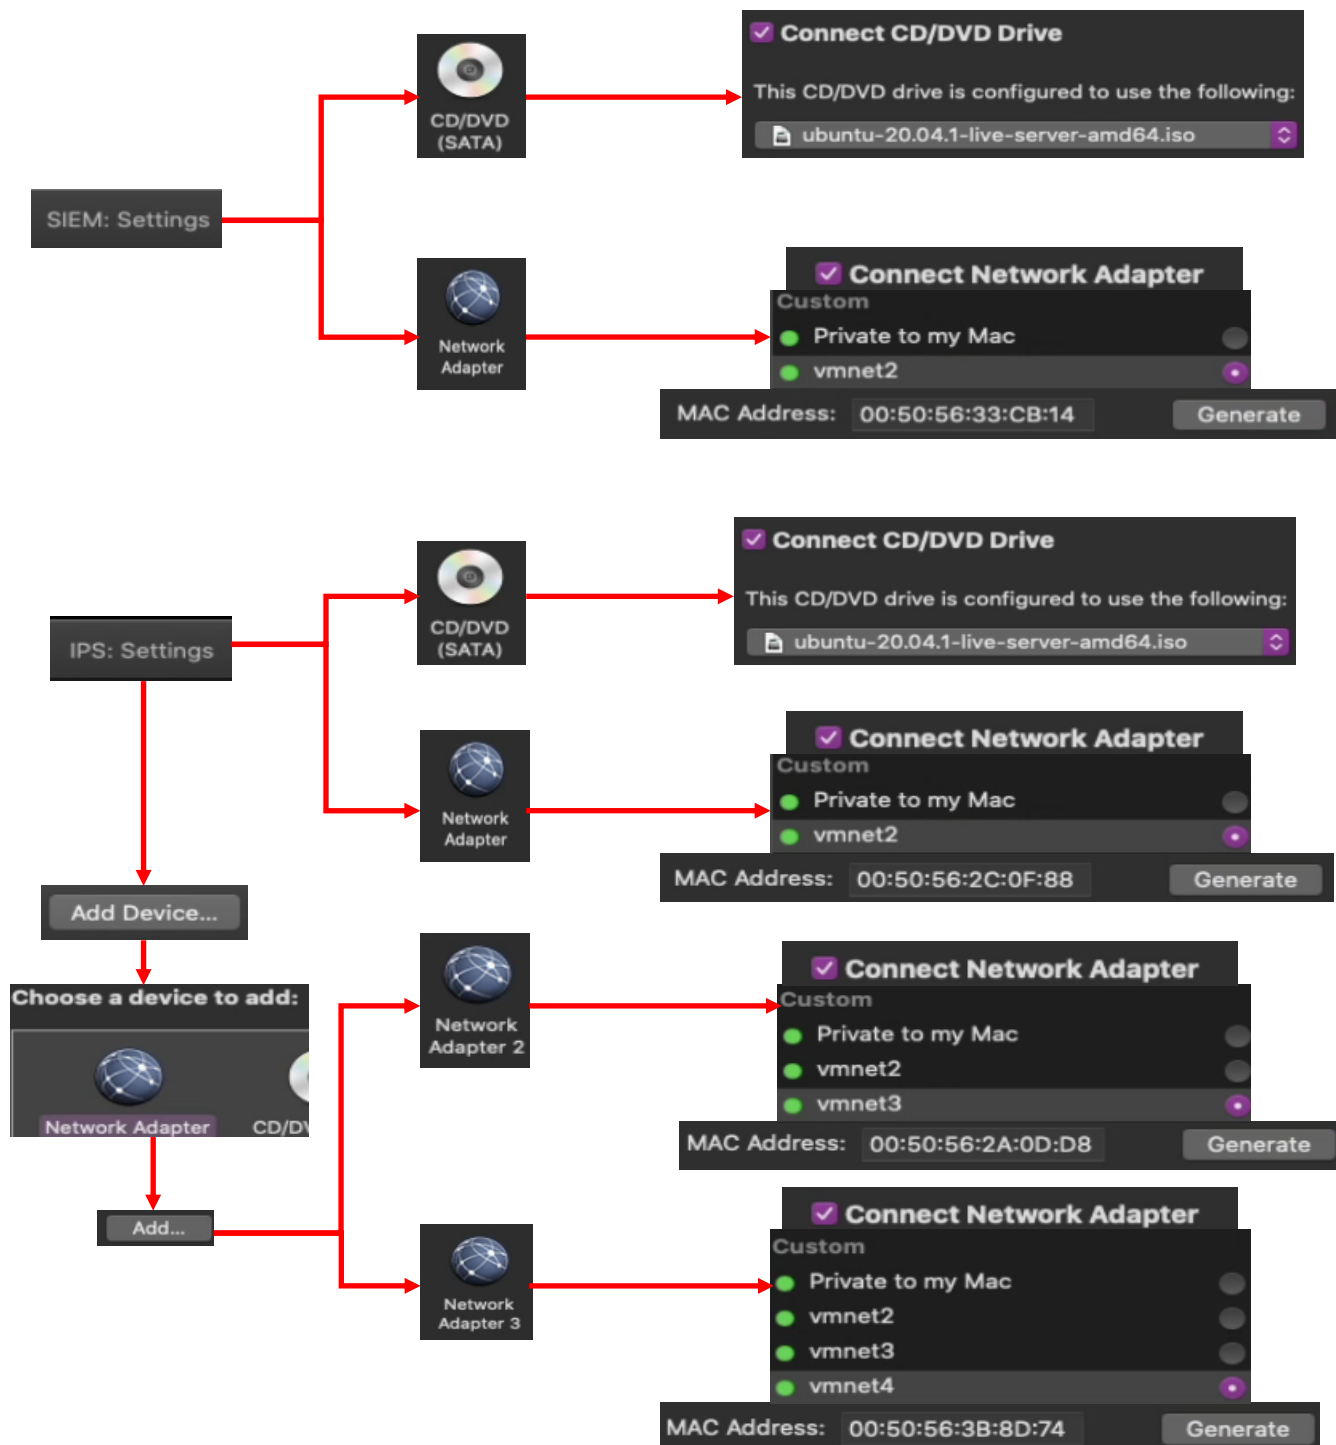 Connect CD/DVD Drive
This CD/DVD drive is configured to use the following:
ubuntu-20.04.1-live-server-amd64.iso
CD/DVD
(SATA)
SIEM: Settings
Network
Adapter
Connect Network Adapter
Custom
Private to my Mac
vmnet2
MAC Address: 00:50:56:33:CB:14 Generate
Connect CD/DVD Drive
This CD/DVD drive is configured to use the following:
ubuntu-20.04.1-live-server-amd64.iso
CD/DVD
(SATA)
IPS: Settings
Network
Adapter
Connect Network Adapter
Custom
Private to my Mac
vmnet2
MAC Address: 00:50:56:2C:0F:88 Generate
Add Device...
Choose a device to add:
Network Adapter CD/DV
Add...
Network
Adapter 2
Connect Network Adapter
Custom
Private to my Mac
vmnet2
vmnet3
MAC Address: 00:50:56:2A:0D:D8 Generate
Network
Adapter 3
Connect Network Adapter
Custom
Private to my Mac
vmnet2
vmnet3
vmnet4
MAC Address: 00:50:56:3B:8D:74 Generate